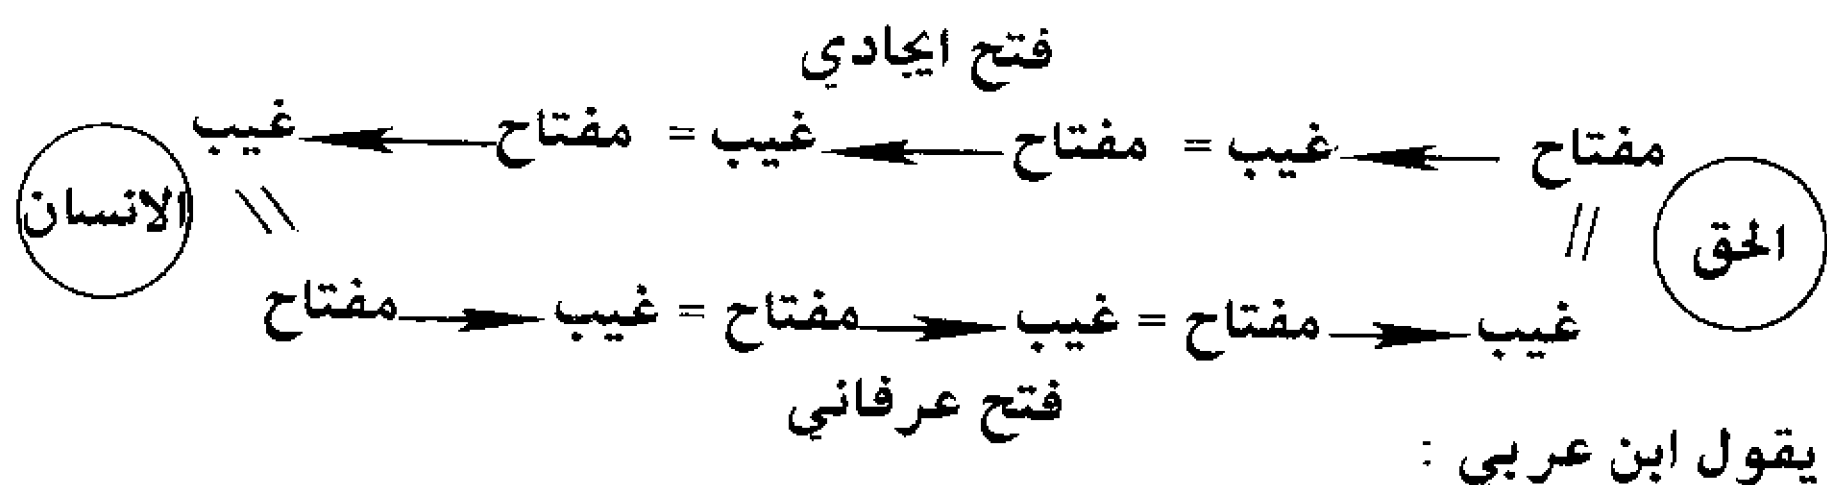 فتح ايجادي
مفتاح ← غيب = مفتاح ← غيب = مفتاح ← غيب
الحق // \\ الانسان
غيب ← مفتاح = غيب ← مفتاح = غيب ← مفتاح
فتح عرفاني
يقول ابن عربي :